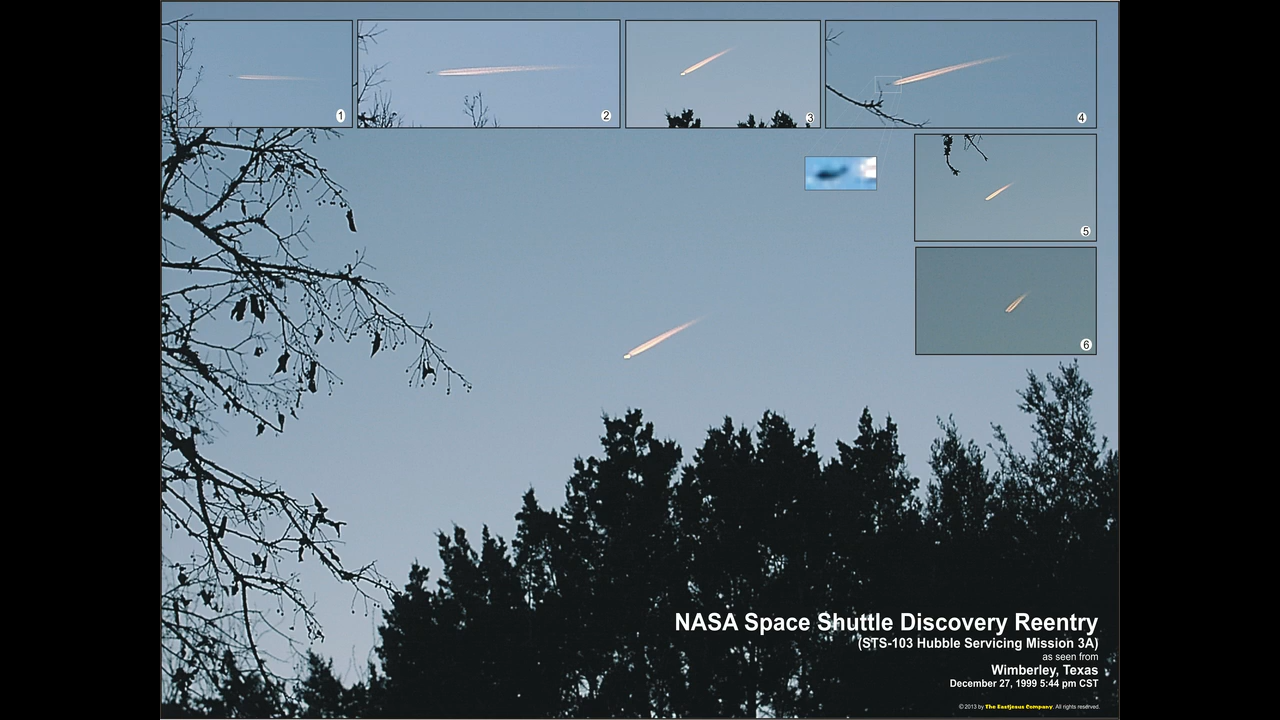 1
2
3
4
5
6
NASA Space Shuttle Discovery Reentry
(STS-103 Hubble Servicing Mission 3A)
as seen from
Wimberley, Texas
December 27, 1999 5:44 pm CST
© 2013 by The Eastjesus Company. All rights reserved.